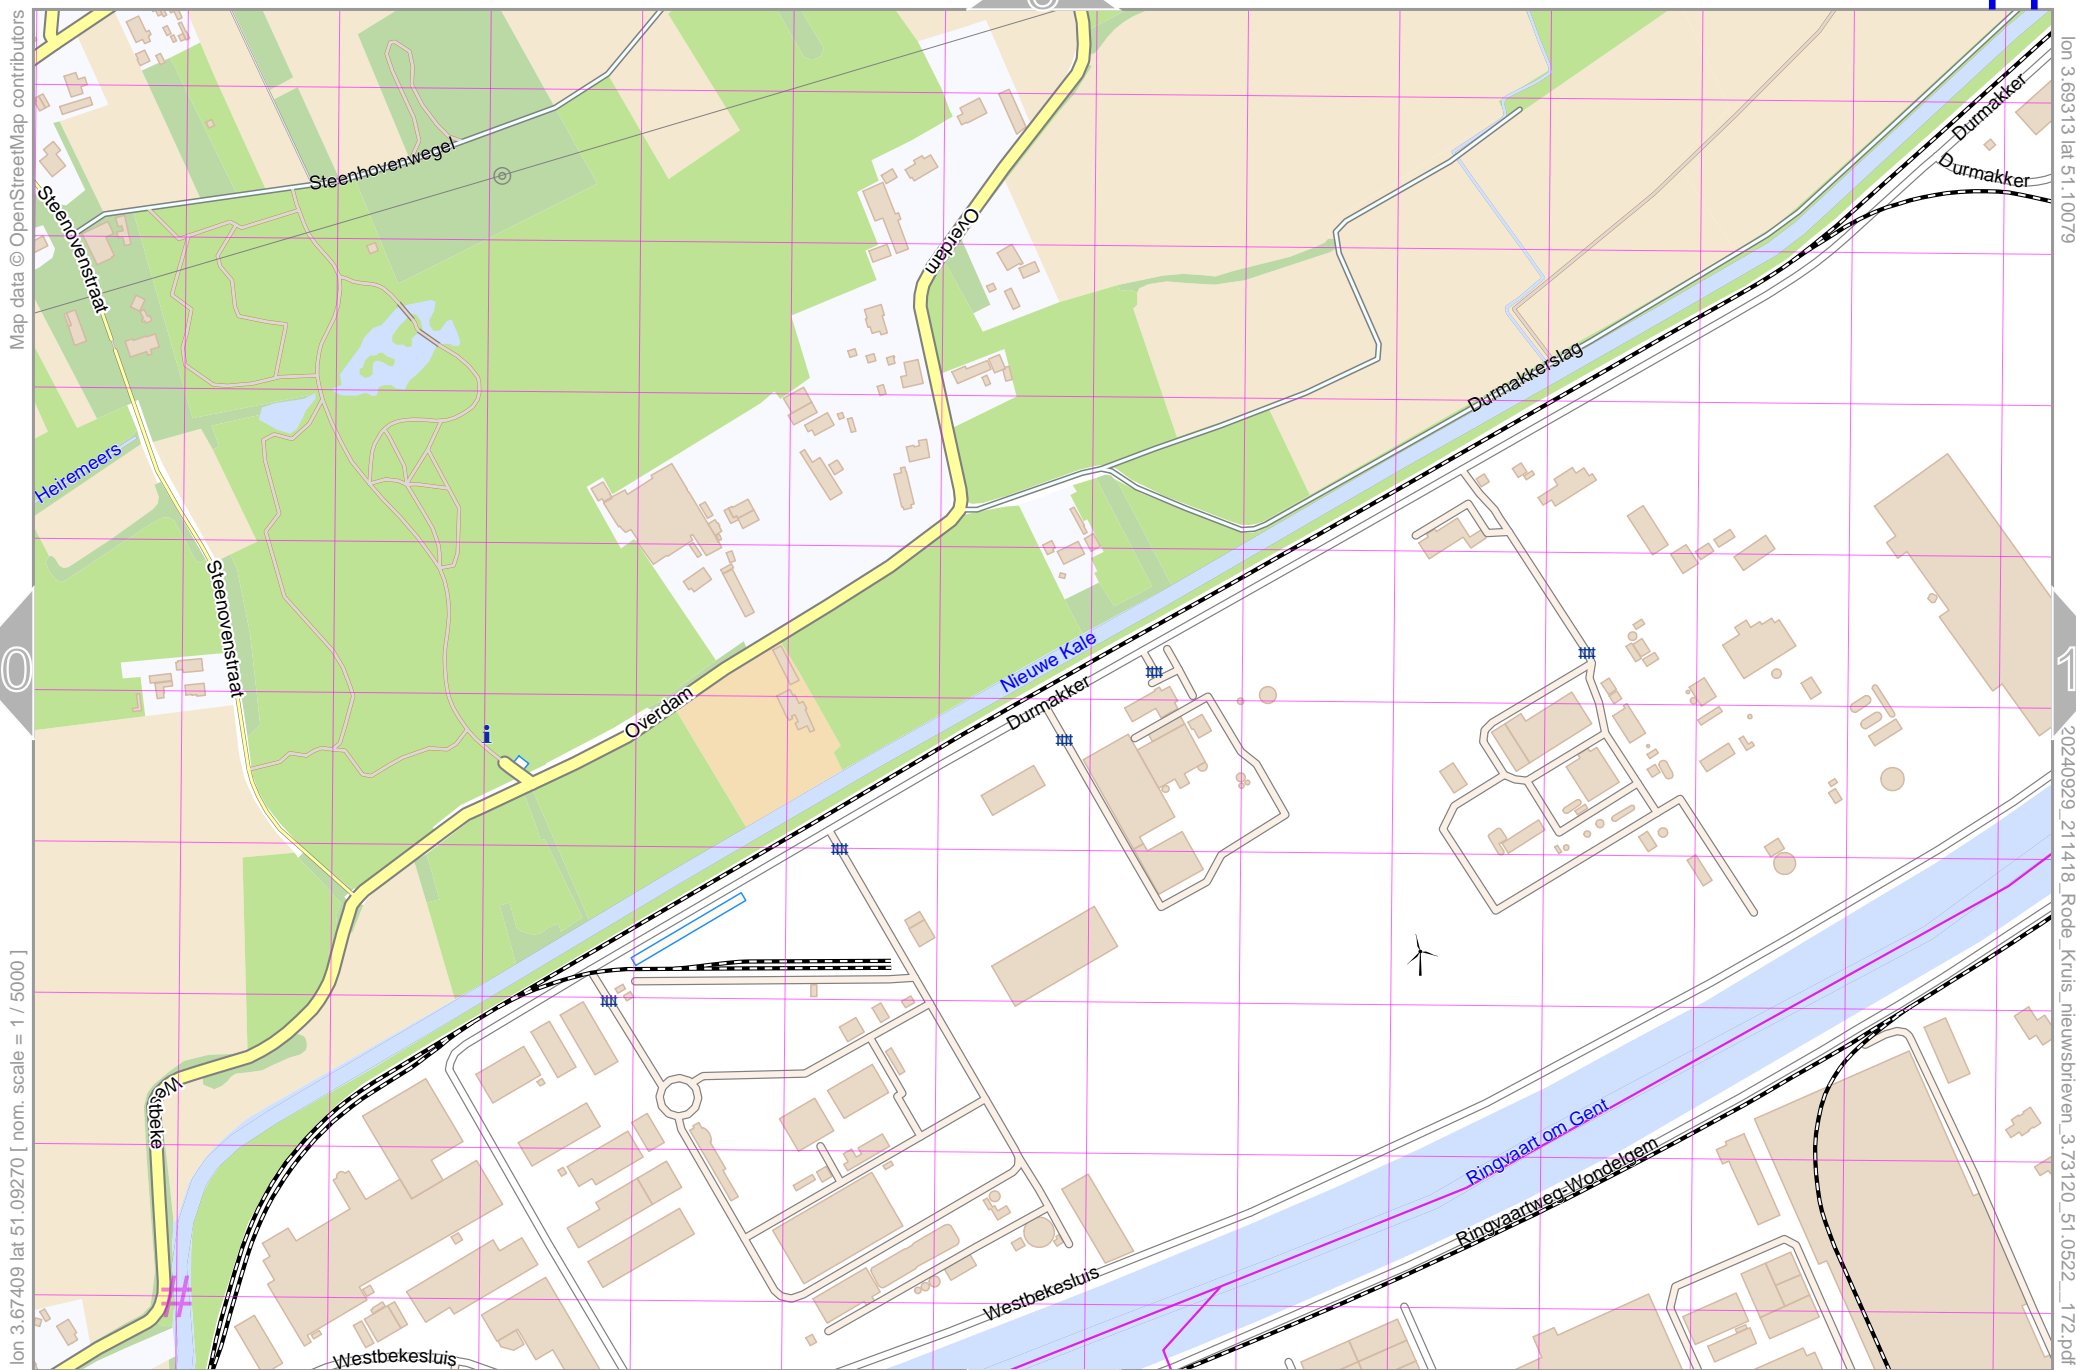 Map data © OpenStreetMap contributors
lon 3.69313 lat 51.10079
Durmakker
Durmakker
Steenhovenwegel
Steenovenstraat
Overdam
Durmakkerslag
Heiremeers
Steenovenstraat
Nieuwe Kale
0
1
i
Overdam
Durmakker
Westbeke
Ringvaart om Gent
Ringvaartweg-Wondelgem
Westbekesluis
Westbekesluis
#
lon 3.67409 lat 51.09270 [ nom. scale = 1 / 5000 ]
20240929_211418_Rode_Kruis_nieuwsbrieven_3.73120_51.0522__172.pdf